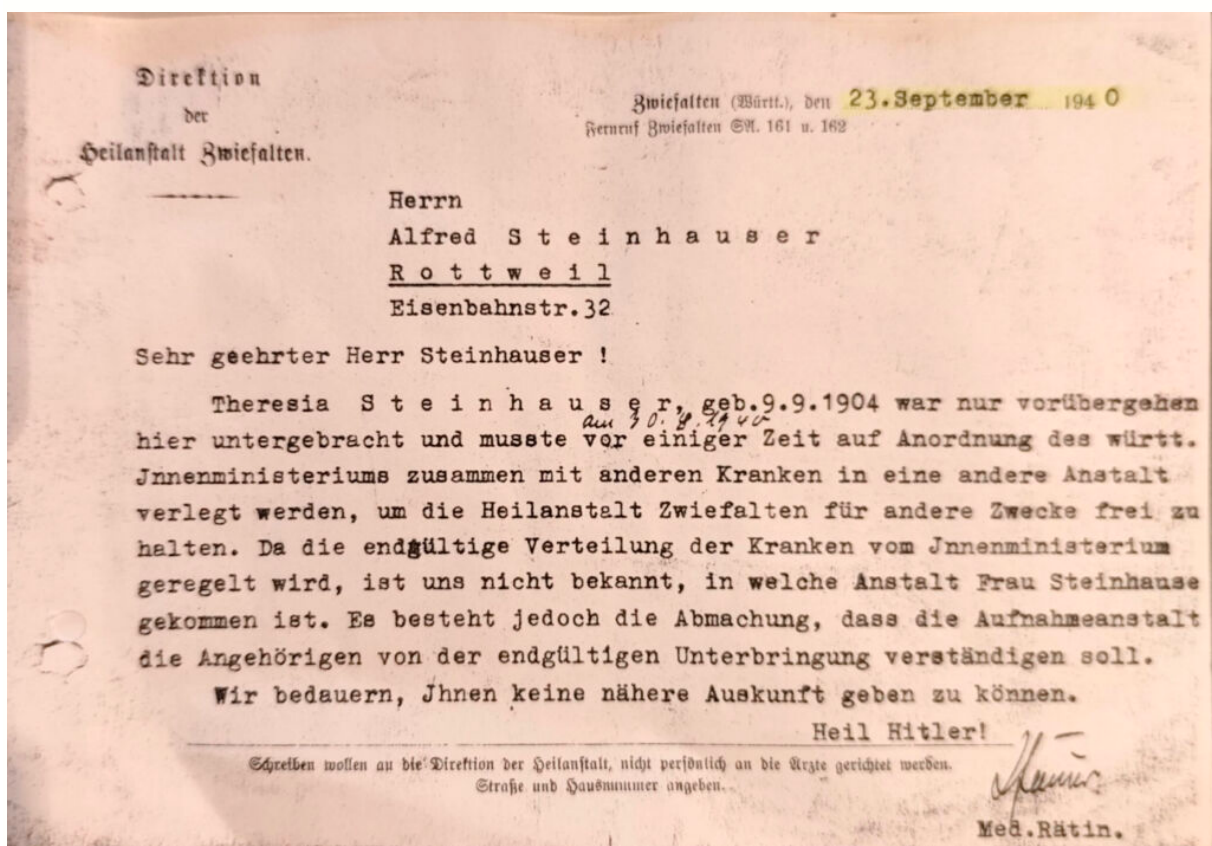 Direktion
der
Heilanstalt Zwiefalten.
Zwiefalten (Württ.), den 23.September 1940
Fernruf Zwiefalten SA. 161 u. 162
Herrn
Alfred S t e i n h a u s e r
R o t t w e i l
Eisenbahnstr.32
Sehr geehrter Herr Steinhauser !
Theresia S t e i n h a u s e r, geb.9.9.1904 war nur vorübergehen
am 30.8.1940
hier untergebracht und musste vor einiger Zeit auf Anordnung des württ.
Jnnenministeriums zusammen mit anderen Kranken in eine andere Anstalt
verlegt werden, um die Heilanstalt Zwiefalten für andere Zwecke frei zu
halten. Da die endgültige Verteilung der Kranken vom Jnnenministerium
geregelt wird, ist uns nicht bekannt, in welche Anstalt Frau Steinhause
gekommen ist. Es besteht jedoch die Abmachung, dass die Aufnahmeanstalt
die Angehörigen von der endgültigen Unterbringung verständigen soll.
Wir bedauern, Jhnen keine nähere Auskunft geben zu können.
Heil Hitler!
Schreiben wollen an die Direktion der Heilanstalt, nicht persönlich an die Ärzte gerichtet werden.
Straße und Hausnummer angeben.
Med.Rätin.